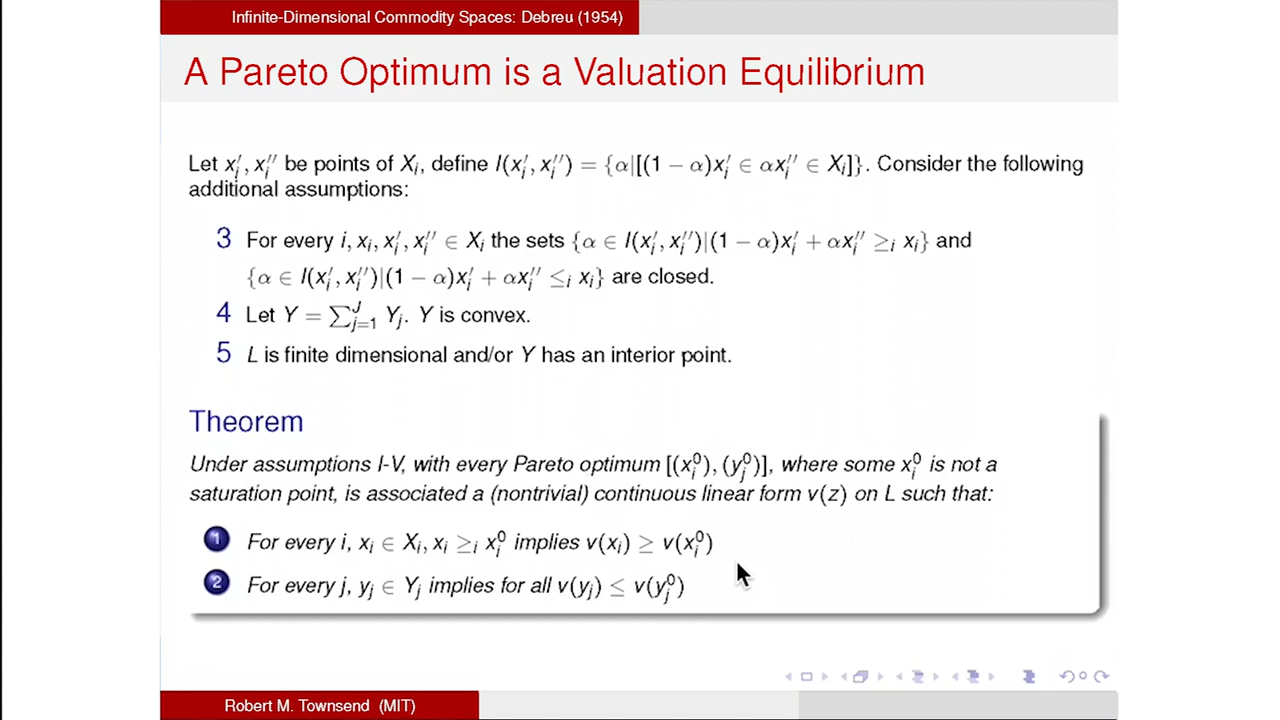 Infinite-Dimensional Commodity Spaces: Debreu (1954)
A Pareto Optimum is a Valuation Equilibrium
Let x′ᵢ, x″ᵢ be points of Xᵢ, define I(x′ᵢ, x″ᵢ) = {α|[(1 − α)x′ᵢ ∈ αx″ᵢ ∈ Xᵢ]}. Consider the following
additional assumptions:
3 For every i, xᵢ, x′ᵢ, x″ᵢ ∈ Xᵢ the sets {α ∈ I(x′ᵢ, x″ᵢ)|(1 − α)x′ᵢ + αx″ᵢ ≥ᵢ xᵢ} and
{α ∈ I(x′ᵢ, x″ᵢ)|(1 − α)x′ᵢ + αx″ᵢ ≤ᵢ xᵢ} are closed.
4 Let Y = ∑ᴶⱼ₌₁ Yⱼ. Y is convex.
5 L is finite dimensional and/or Y has an interior point.
Theorem
Under assumptions I-V, with every Pareto optimum [(x⁰ᵢ), (y⁰ⱼ)], where some x⁰ᵢ is not a
saturation point, is associated a (nontrivial) continuous linear form v(z) on L such that:
1 For every i, xᵢ ∈ Xᵢ, xᵢ ≥ᵢ x⁰ᵢ implies v(xᵢ) ≥ v(x⁰ᵢ)
2 For every j, yⱼ ∈ Yⱼ implies for all v(yⱼ) ≤ v(y⁰ⱼ)
Robert M. Townsend (MIT)